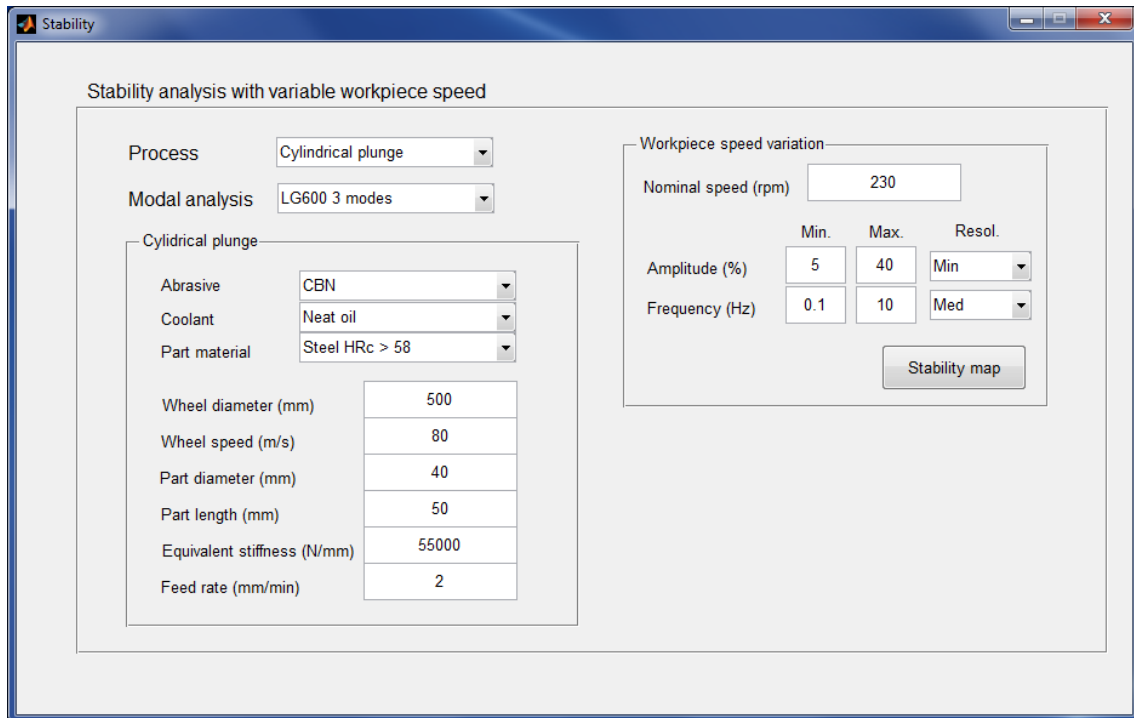 Stability
Stability analysis with variable workpiece speed
Process Cylindrical plunge
Modal analysis LG600 3 modes
Cylidrical plunge
Abrasive CBN
Coolant Neat oil
Part material Steel HRc > 58
Wheel diameter (mm) 500
Wheel speed (m/s) 80
Part diameter (mm) 40
Part length (mm) 50
Equivalent stiffness (N/mm) 55000
Feed rate (mm/min) 2
Workpiece speed variation
Nominal speed (rpm) 230
Min. Max. Resol.
Amplitude (%) 5 40 Min
Frequency (Hz) 0.1 10 Med
Stability map